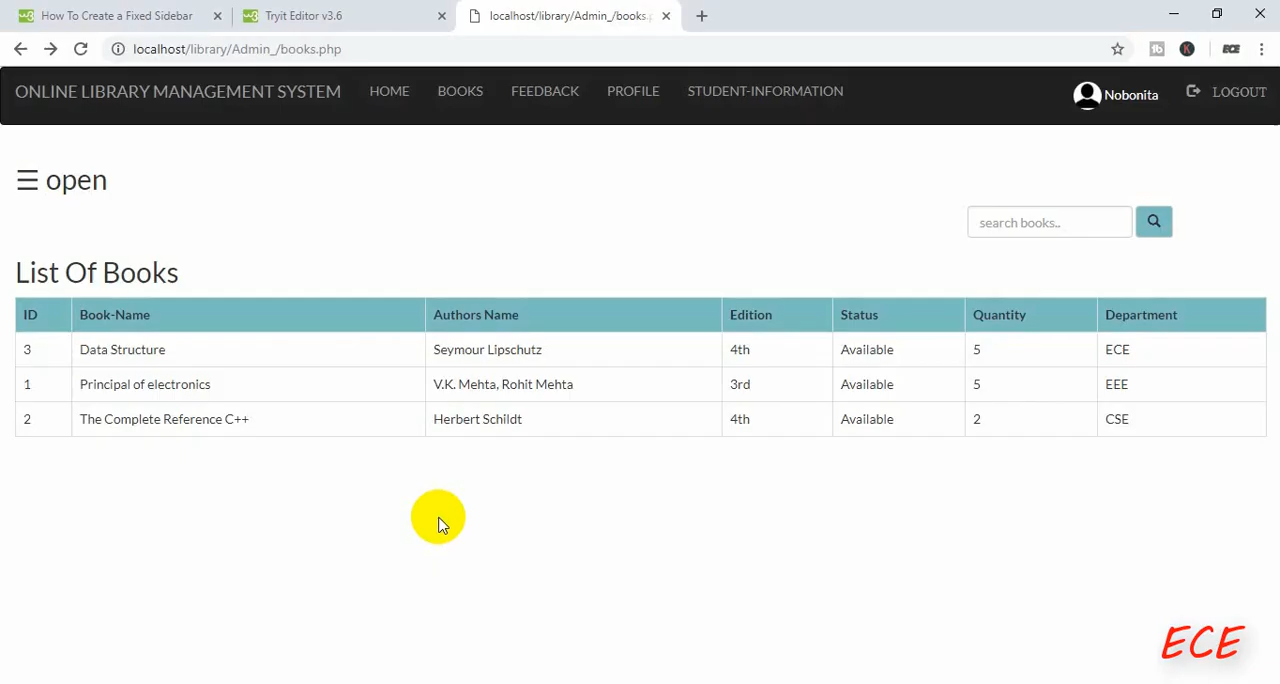 How To Create a Fixed Sidebar
Tryit Editor v3.6
localhost/library/Admin_/books.p
localhost/library/Admin_/books.php
ECE
ONLINE LIBRARY MANAGEMENT SYSTEM HOME BOOKS FEEDBACK PROFILE STUDENT-INFORMATION Nobonita LOGOUT
☰ open
search books..
List Of Books
ID Book-Name Authors Name Edition Status Quantity Department
3 Data Structure Seymour Lipschutz 4th Available 5 ECE
1 Principal of electronics V.K. Mehta, Rohit Mehta 3rd Available 5 EEE
2 The Complete Reference C++ Herbert Schildt 4th Available 2 CSE
ECE